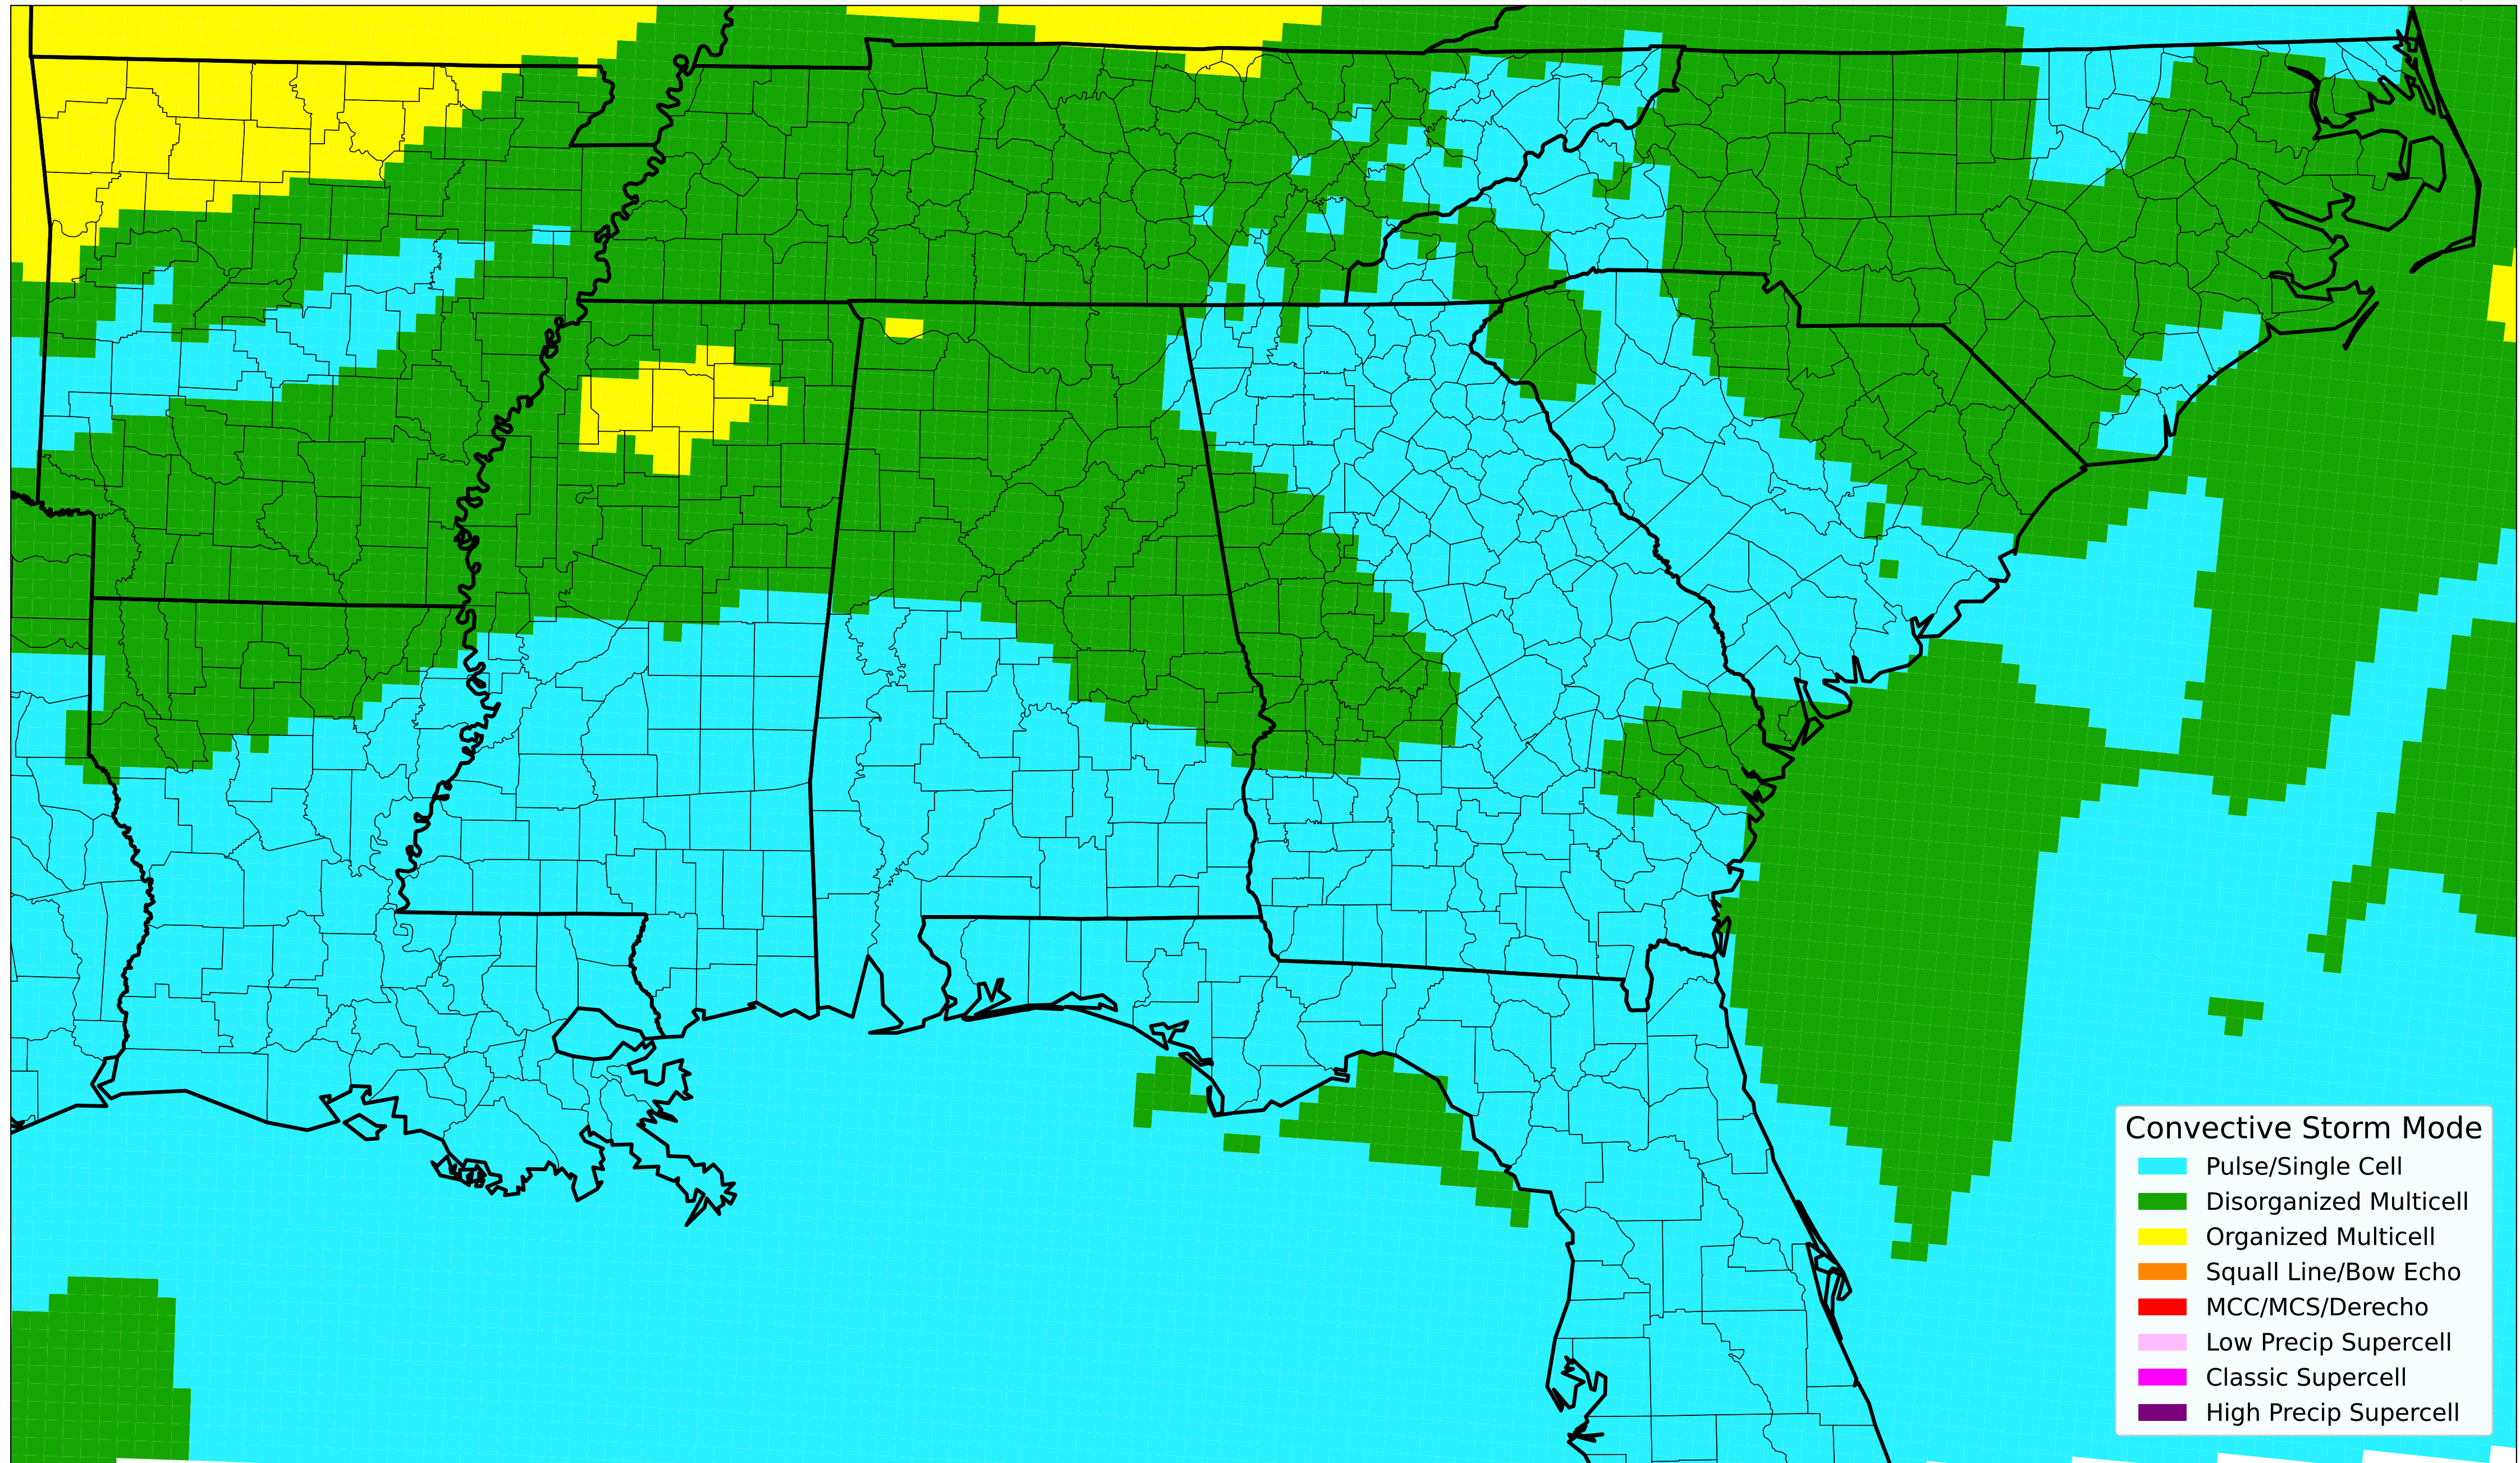 Convective Storm Mode
Pulse/Single Cell
Disorganized Multicell
Organized Multicell
Squall Line/Bow Echo
MCC/MCS/Derecho
Low Precip Supercell
Classic Supercell
High Precip Supercell